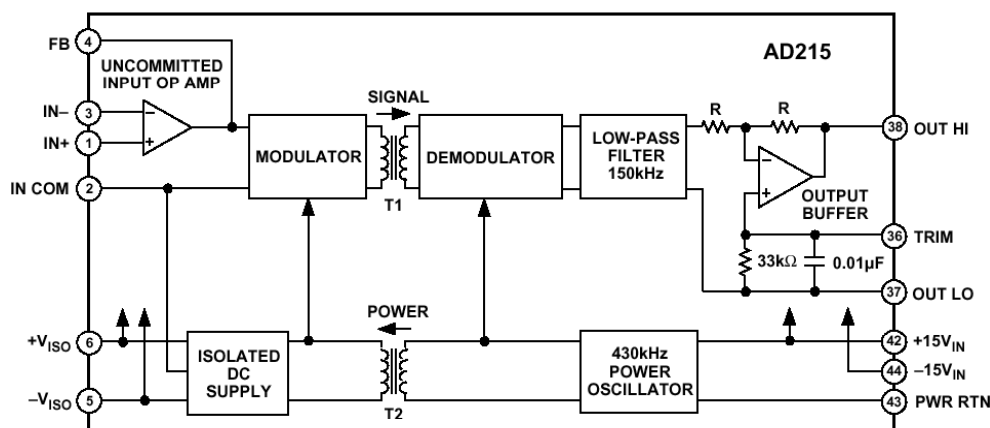 AD215
FB
4
UNCOMMITTED
INPUT OP AMP
IN–
3
–
IN+
1
+
IN COM
2
MODULATOR
SIGNAL
T1
DEMODULATOR
LOW-PASS
FILTER
150kHz
R
R
–
+
OUTPUT
BUFFER
38
OUT HI
36
TRIM
33kΩ
0.01µF
37
OUT LO
+VISO
6
–VISO
5
ISOLATED
DC
SUPPLY
POWER
T2
430kHz
POWER
OSCILLATOR
42
+15VIN
44
–15VIN
43
PWR RTN